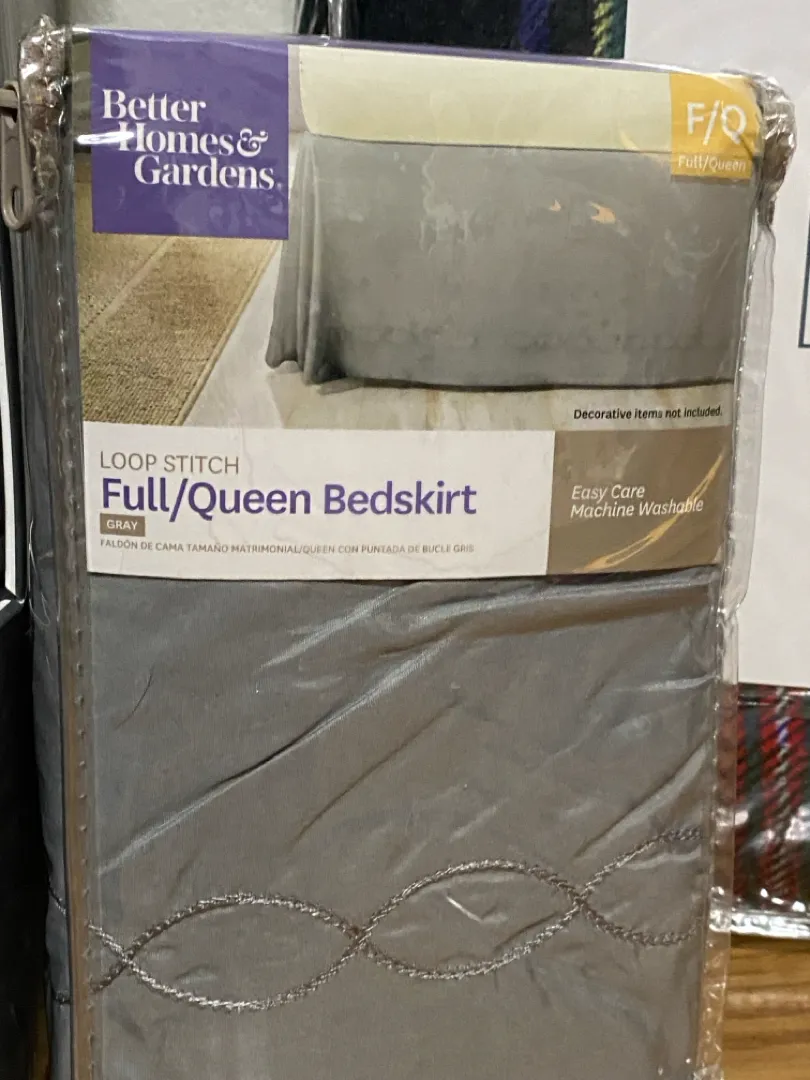 Better
Homes &
Gardens®
F/Q
Full/Queen
Decorative items not included.
LOOP STITCH
Full/Queen Bedskirt
GRAY
FALDÓN DE CAMA TAMAÑO MATRIMONIAL/QUEEN CON PUNTADA DE BUCLE GRIS
Easy Care
Machine Washable